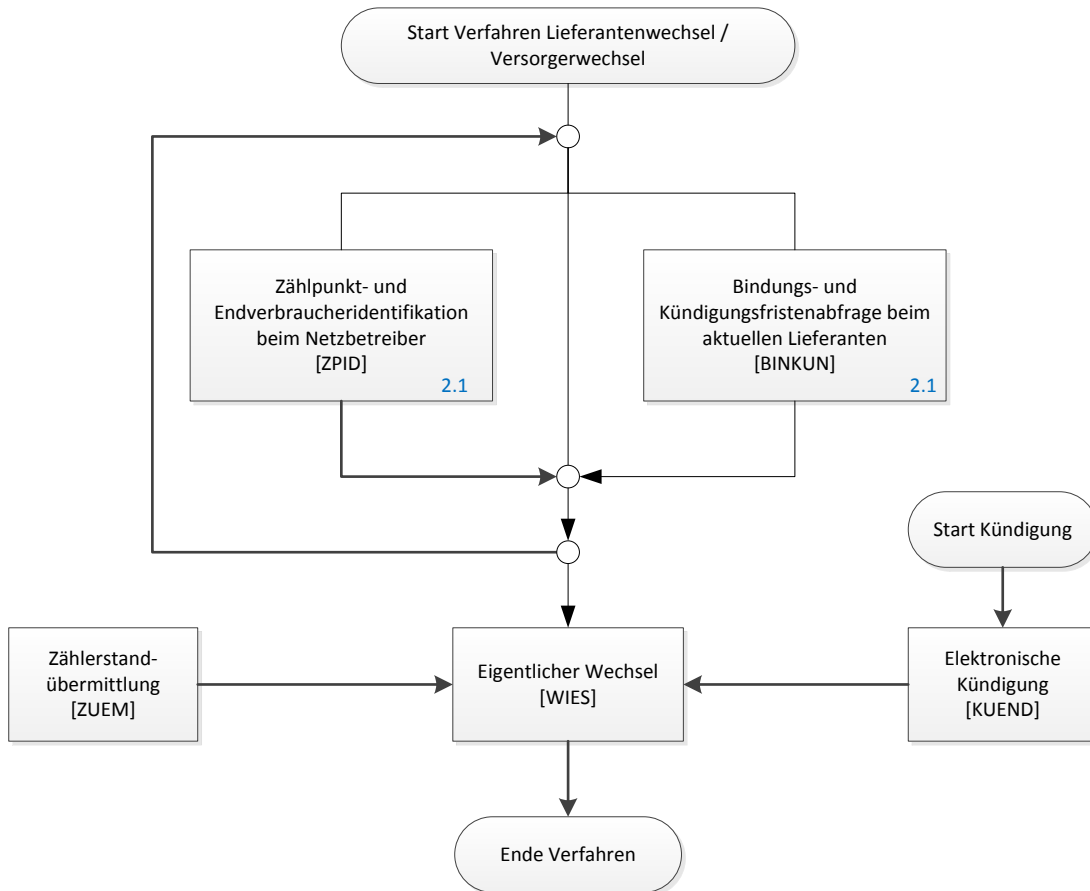 Start Verfahren Lieferantenwechsel /
Versorgerwechsel
Zählpunkt- und
Endverbraucheridentifikation
beim Netzbetreiber
[ZPID]
2.1
Bindungs- und
Kündigungsfristenabfrage beim
aktuellen Lieferanten
[BINKUN]
2.1
Start Kündigung
Zählerstand-
übermittlung
[ZUEM]
Eigentlicher Wechsel
[WIES]
Elektronische
Kündigung
[KUEND]
Ende Verfahren